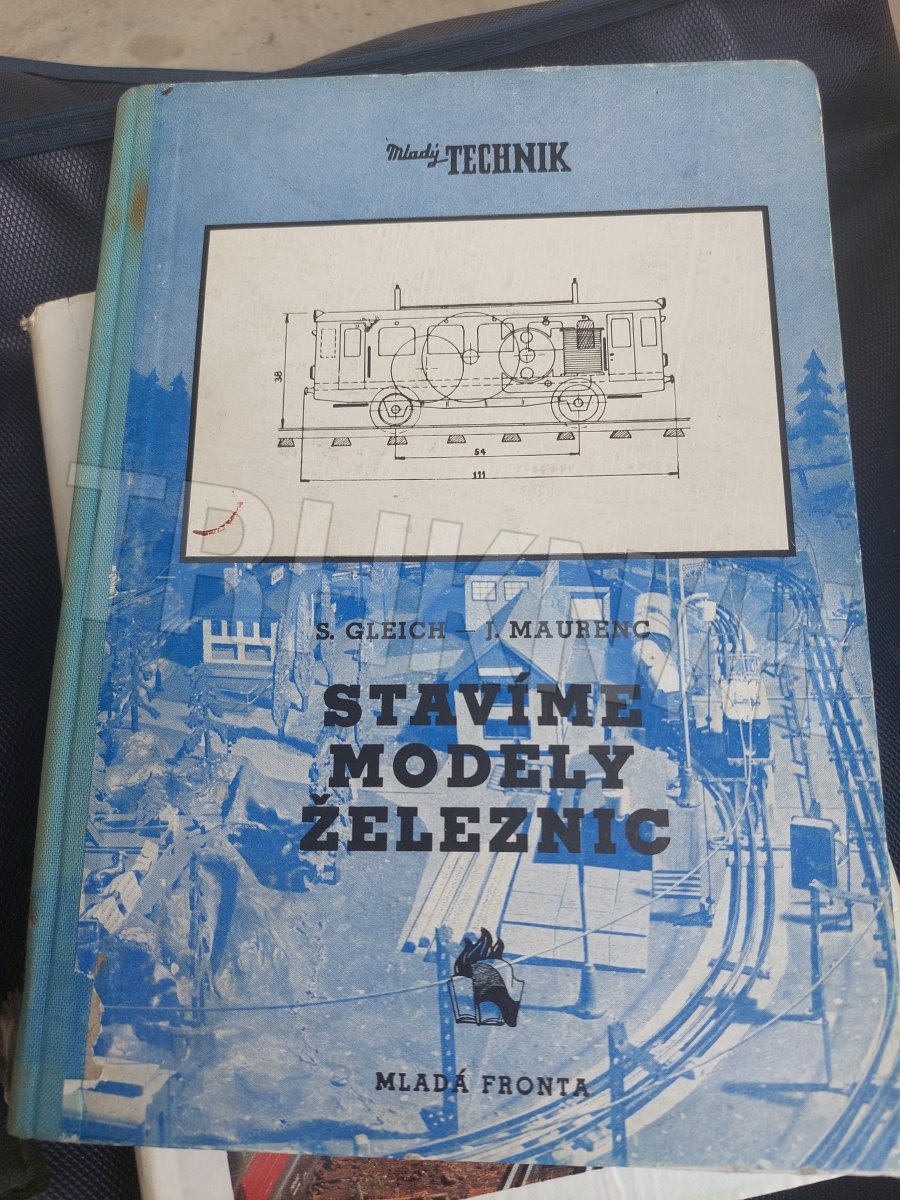 Mladý TECHNIK
38
54
111
S. GLEICH – J. MAURENC
STAVÍME
MODELY
ŽELEZNIC
MLADÁ FRONTA